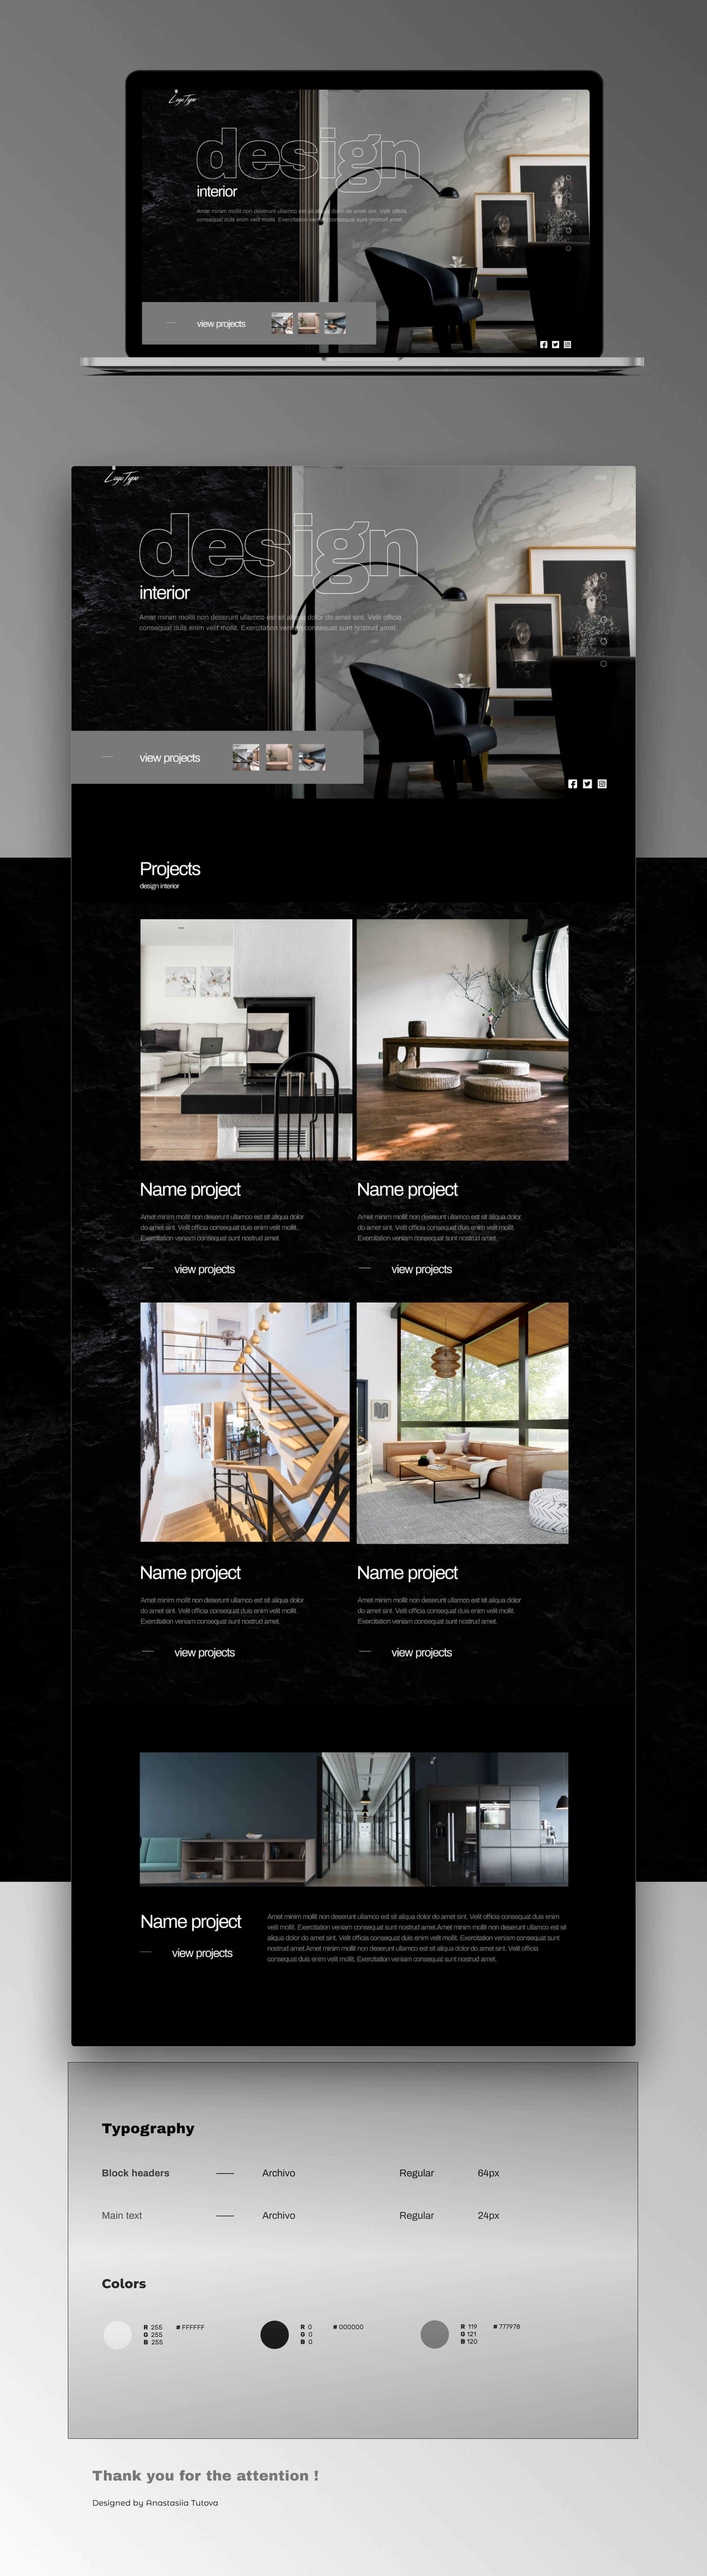 Logo Type
design
interior
Amet minim mollit non deserunt ullamco est sit aliqua dolor do amet sint. Velit officia
consequat duis enim velit mollit. Exercitation veniam consequat sunt nostrud amet.
view projects
Logo Type
design
interior
Amet minim mollit non deserunt ullamco est sit aliqua dolor do amet sint. Velit officia
consequat duis enim velit mollit. Exercitation veniam consequat sunt nostrud amet.
view projects
Projects
design interior
Name project
Amet minim mollit non deserunt ullamco est sit aliqua dolor
do amet sint. Velit officia consequat duis enim velit mollit.
Exercitation veniam consequat sunt nostrud amet.
view projects
Name project
Amet minim mollit non deserunt ullamco est sit aliqua dolor
do amet sint. Velit officia consequat duis enim velit mollit.
Exercitation veniam consequat sunt nostrud amet.
view projects
Name project
Amet minim mollit non deserunt ullamco est sit aliqua dolor
do amet sint. Velit officia consequat duis enim velit mollit.
Exercitation veniam consequat sunt nostrud amet.
view projects
Name project
Amet minim mollit non deserunt ullamco est sit aliqua dolor
do amet sint. Velit officia consequat duis enim velit mollit.
Exercitation veniam consequat sunt nostrud amet.
view projects
Name project
view projects
Amet minim mollit non deserunt ullamco est sit aliqua dolor do amet sint. Velit officia consequat duis enim
velit mollit. Exercitation veniam consequat sunt nostrud amet.Amet minim mollit non deserunt ullamco est sit
aliqua dolor do amet sint. Velit officia consequat duis enim velit mollit. Exercitation veniam consequat sunt
nostrud amet.Amet minim mollit non deserunt ullamco est sit aliqua dolor do amet sint. Velit officia
consequat duis enim velit mollit. Exercitation veniam consequat sunt nostrud amet.
Typography
Block headers — Archivo Regular 64px
Main text — Archivo Regular 24px
Colors
R 255 # FFFFFF
G 255
B 255
R 0 # 000000
G 0
B 0
R 119 # 777978
G 121
B 120
Thank you for the attention !
Designed by Anastasiia Tutova